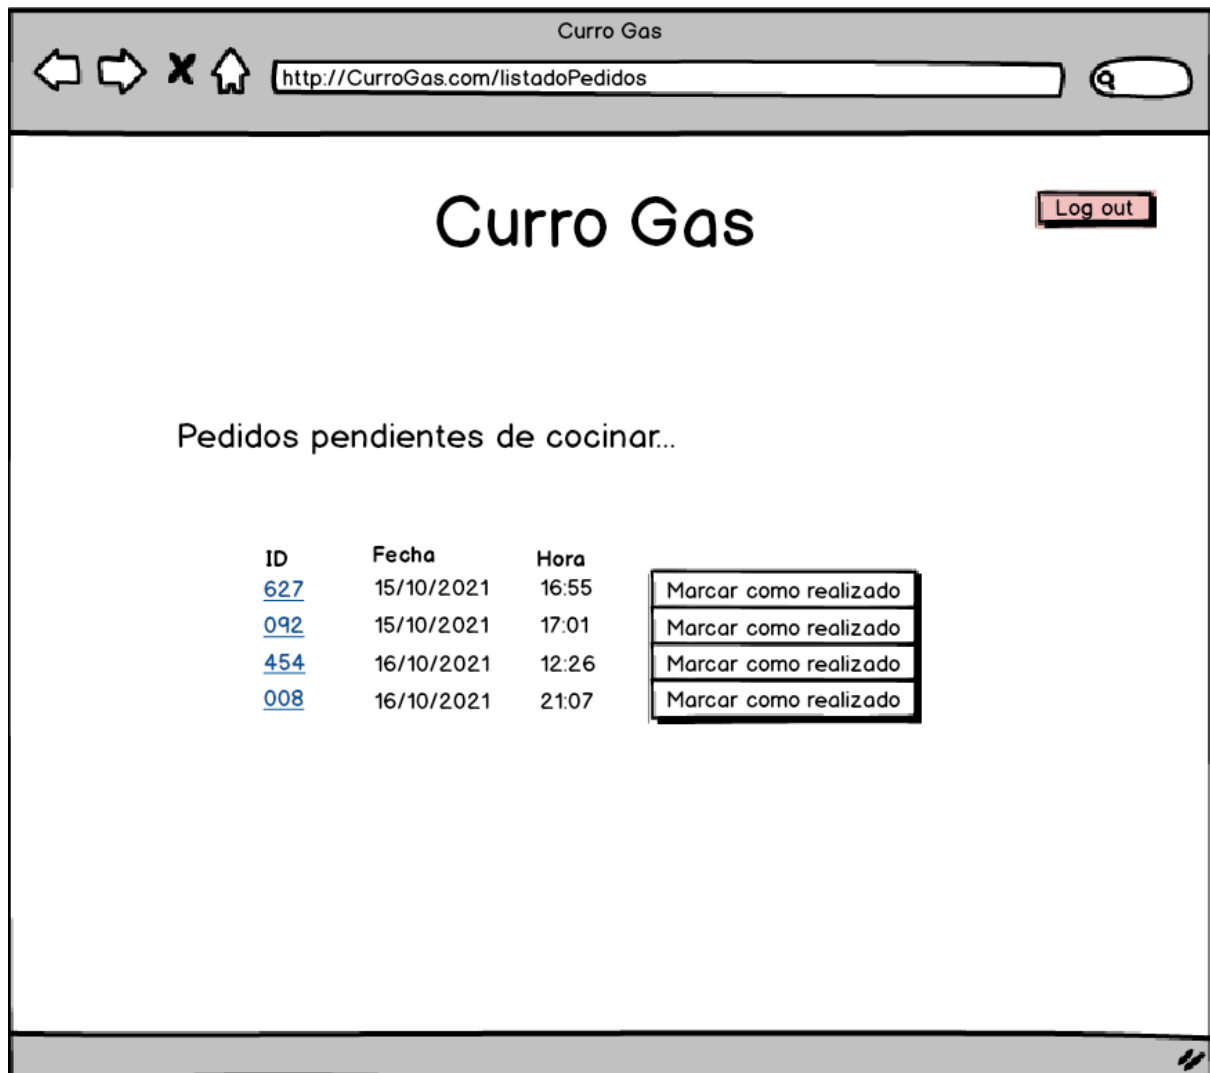 Curro Gas
http://CurroGas.com/listadoPedidos
Curro Gas
Log out
Pedidos pendientes de cocinar...
ID Fecha Hora
627 15/10/2021 16:55 Marcar como realizado
092 15/10/2021 17:01 Marcar como realizado
454 16/10/2021 12:26 Marcar como realizado
008 16/10/2021 21:07 Marcar como realizado